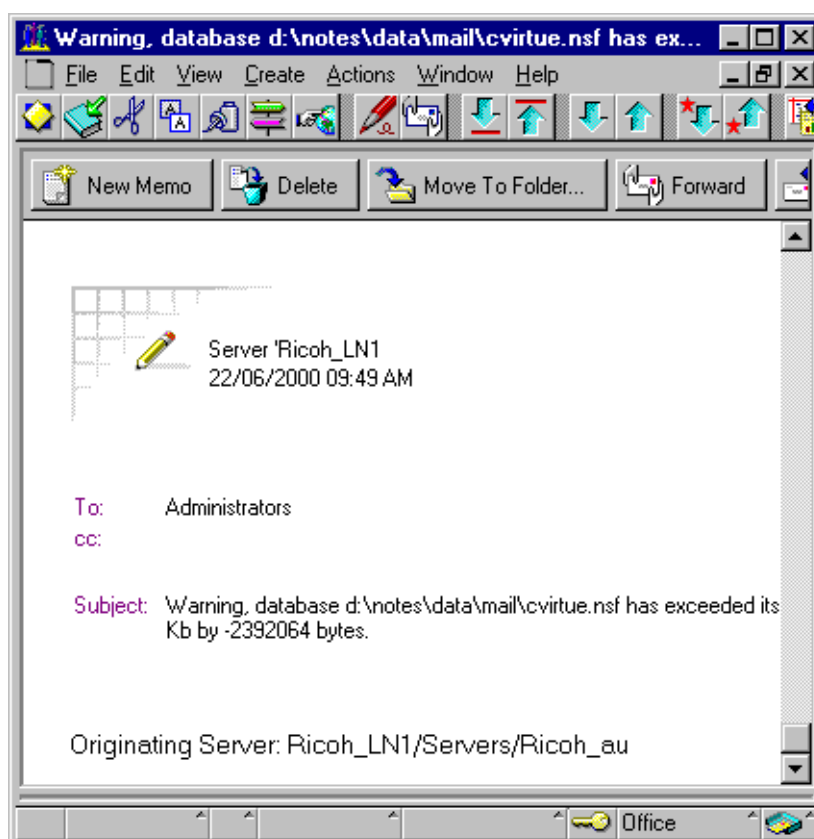 Warning, database d:\notes\data\mail\cvirtue.nsf has ex...
File Edit View Create Actions Window Help
New Memo Delete Move To Folder... Forward
Server 'Ricoh_LN1
22/06/2000 09:49 AM
To: Administrators
cc:
Subject: Warning, database d:\notes\data\mail\cvirtue.nsf has exceeded its
Kb by -2392064 bytes.
Originating Server: Ricoh_LN1/Servers/Ricoh_au
Office